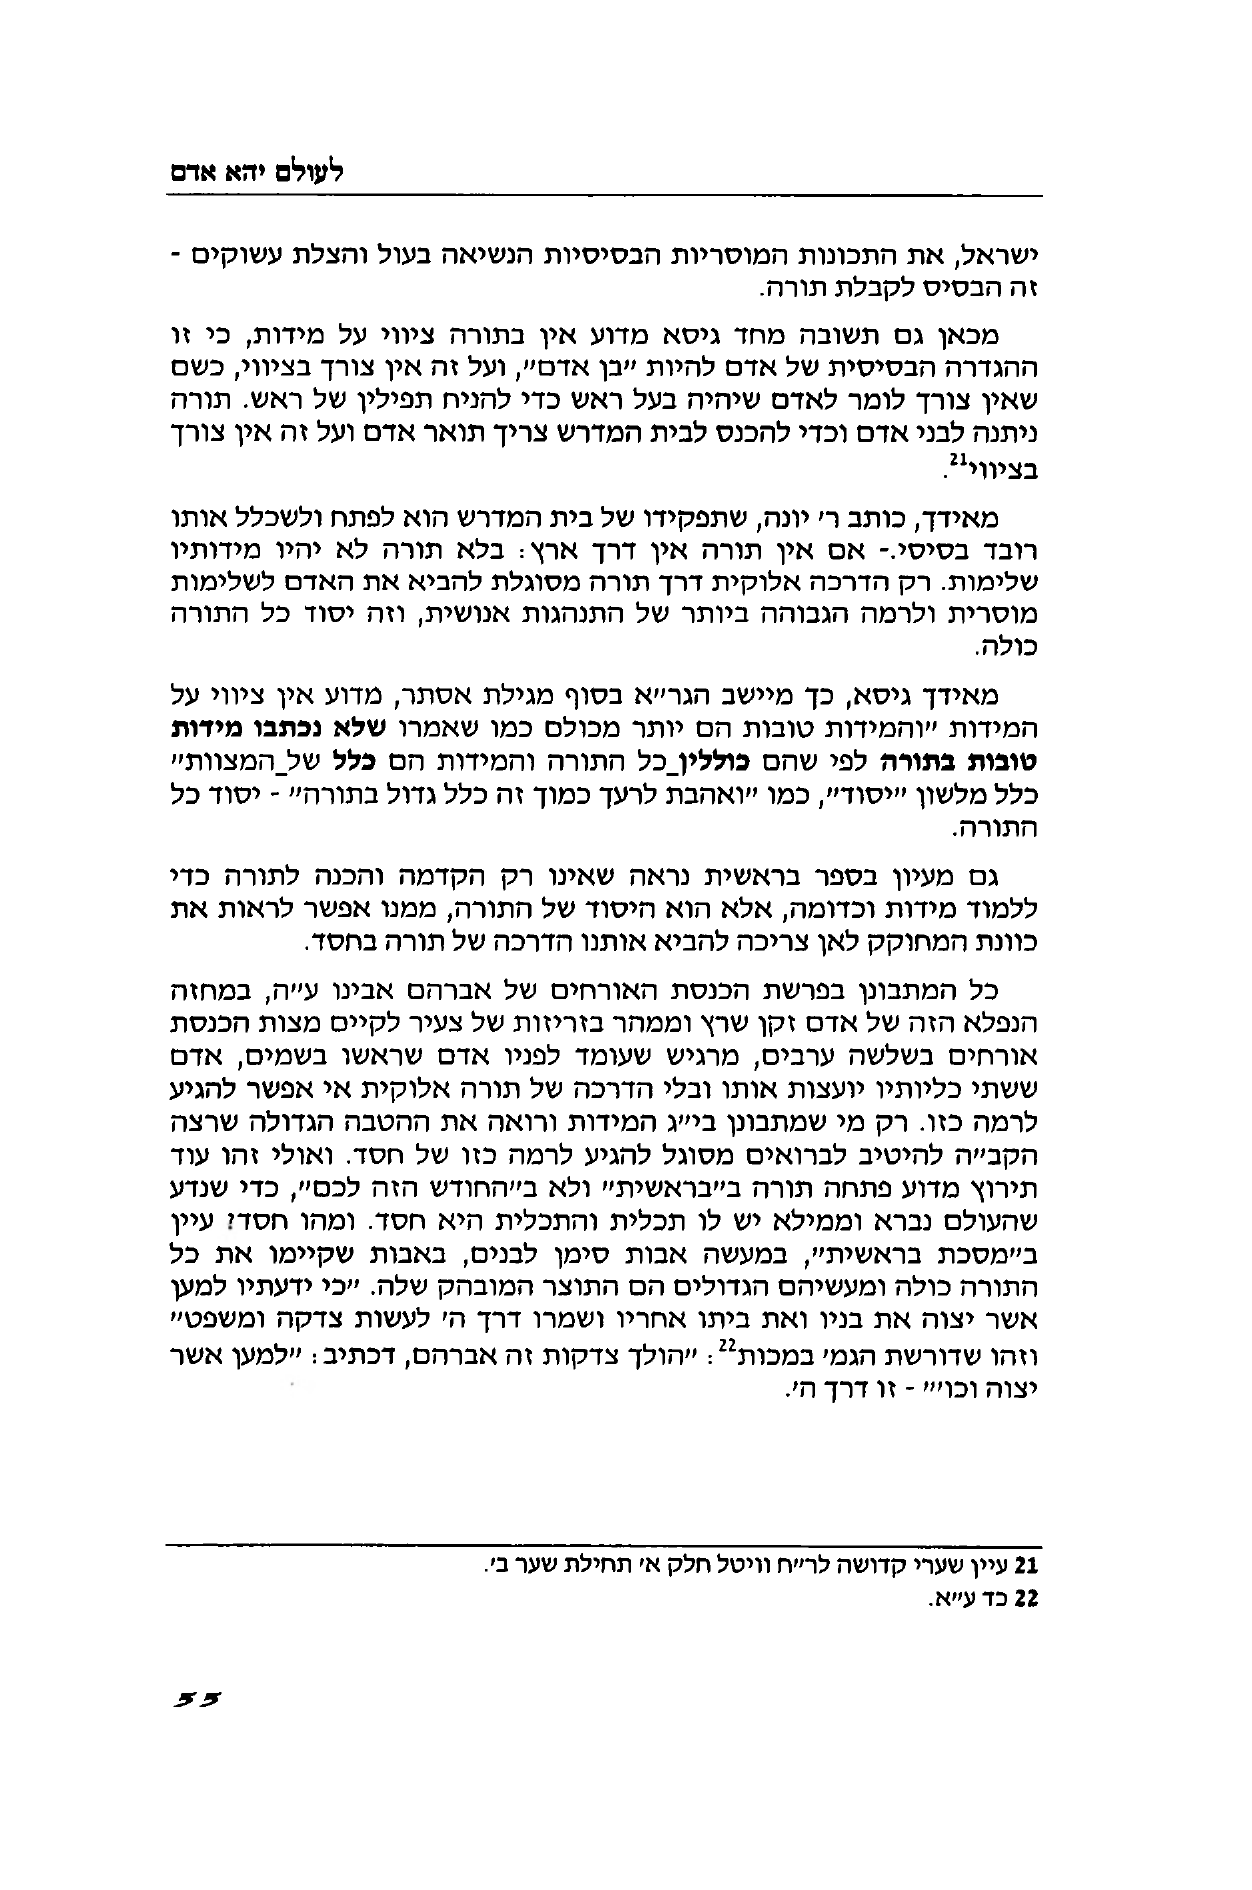 לעולם יהא אדם
ישראל, את התכונות המוסריות הבסיסיות הנשיאה בעול והצלת עשוקים -
זה הבסיס לקבלת תורה.
מכאן גם תשובה מחד גיסא מדוע אין בתורה ציווי על מידות, כי זו
ההגדרה הבסיסית של אדם להיות "בן אדם", ועל זה אין צורך בציווי, כשם
שאין צורך לומר לאדם שיהיה בעל ראש כדי להניח תפילין של ראש. תורה
ניתנה לבני אדם וכדי להכנס לבית המדרש צריך תואר אדם ועל זה אין צורך
בציווי21.
מאידך, כותב ר' יונה, שתפקידו של בית המדרש הוא לפתח ולשכלל אותו
רובד בסיסי.- אם אין תורה אין דרך ארץ: בלא תורה לא יהיו מידותיו
שלימות. רק הדרכה אלוקית דרך תורה מסוגלת להביא את האדם לשלימות
מוסרית ולרמה הגבוהה ביותר של התנהגות אנושית, וזה יסוד כל התורה
כולה.
מאידך גיסא, כך מיישב הגר"א בסוף מגילת אסתר, מדוע אין ציווי על
המידות "והמידות טובות הם יותר מכולם כמו שאמרו שלא נכתבו מידות
טובות בתורה לפי שהם כוללין_כל התורה והמידות הם כלל של_המצוות"
כלל מלשון "יסוד", כמו "ואהבת לרעך כמוך זה כלל גדול בתורה" - יסוד כל
התורה.
גם מעיון בספר בראשית נראה שאינו רק הקדמה והכנה לתורה כדי
ללמוד מידות וכדומה, אלא הוא היסוד של התורה, ממנו אפשר לראות את
כוונת המחוקק לאן צריכה להביא אותנו הדרכה של תורה בחסד.
כל המתבונן בפרשת הכנסת האורחים של אברהם אבינו ע"ה, במחזה
הנפלא הזה של אדם זקן שרץ וממהר בזריזות של צעיר לקיים מצות הכנסת
אורחים בשלשה ערבים, מרגיש שעומד לפניו אדם שראשו בשמים, אדם
ששתי כליותיו יועצות אותו ובלי הדרכה של תורה אלוקית אי אפשר להגיע
לרמה כזו. רק מי שמתבונן בי"ג המידות ורואה את ההטבה הגדולה שרצה
הקב"ה להיטיב לברואים מסוגל להגיע לרמה כזו של חסד. ואולי זהו עוד
תירוץ מדוע פתחה תורה ב"בראשית" ולא ב"החודש הזה לכם", כדי שנדע
שהעולם נברא וממילא יש לו תכלית והתכלית היא חסד. ומהו חסד? עיין
ב"מסכת בראשית", במעשה אבות סימן לבנים, באבות שקיימו את כל
התורה כולה ומעשיהם הגדולים הם התוצר המובהק שלה. "כי ידעתיו למען
אשר יצוה את בניו ואת ביתו אחריו ושמרו דרך ה' לעשות צדקה ומשפט"
וזהו שדורשת הגמ' במכות22: "הולך צדקות זה אברהם, דכתיב: "למען אשר
יצוה וכו'" - זו דרך ה'.
21 עיין שערי קדושה לר"ח וויטל חלק א' תחילת שער ב'.
22 כד ע"א.
55